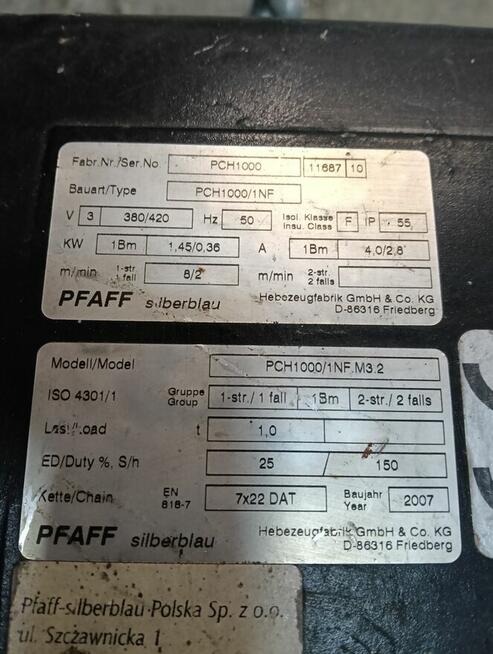 Fabr.Nr./Ser.No. PCH1000 11687 10
Bauart/Type PCH1000/1NF
V 3 380/420 Hz 50 Isol. Klasse Insu. Class F IP 55
KW 1Bm 1,45/0,36 A 1Bm 4,0/2,8
m/min 1-str. 1 fall 8/2 m/min 2-str. 2 falls
PFAFF silberblau Hebezeugfabrik GmbH & Co. KG
D-86316 Friedberg
Modell/Model PCH1000/1NF.M3.2
ISO 4301/1 Gruppe Group 1-str./1 fall 1Bm 2-str./2 falls
Last/Load t 1,0
ED/Duty %, S/h 25 / 150
Kette/Chain EN 818-7 7x22 DAT Baujahr Year 2007
PFAFF silberblau Hebezeugfabrik GmbH & Co. KG
D-86316 Friedberg
Pfaff-silberblau Polska Sp. z o.o.
ul. Szczawnicka 1